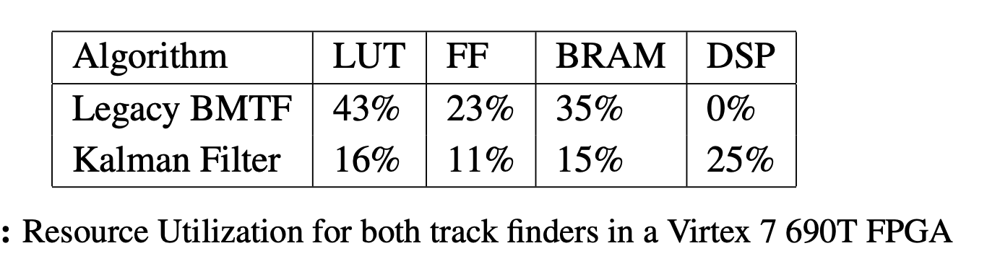 Algorithm LUT FF BRAM DSP
Legacy BMTF 43% 23% 35% 0%
Kalman Filter 16% 11% 15% 25%
: Resource Utilization for both track finders in a Virtex 7 690T FPGA